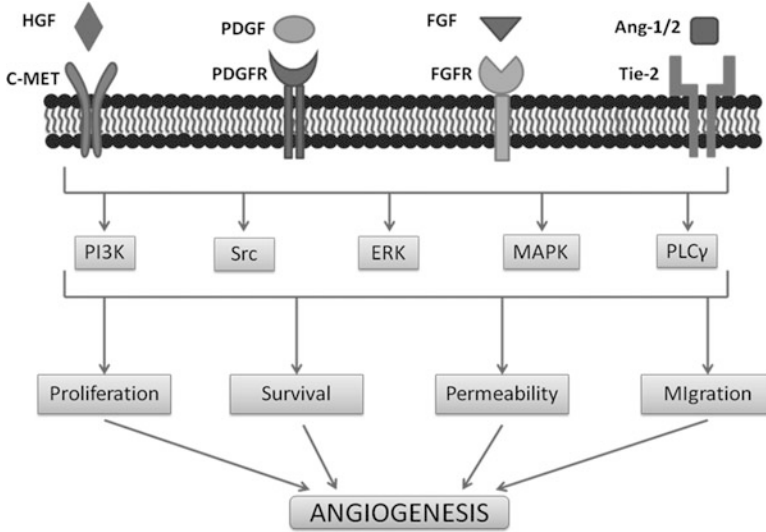 HGF
PDGF
FGF
Ang-1/2
C-MET
PDGFR
FGFR
Tie-2
PI3K
Src
ERK
MAPK
PLCγ
Proliferation
Survival
Permeability
MIgration
ANGIOGENESIS